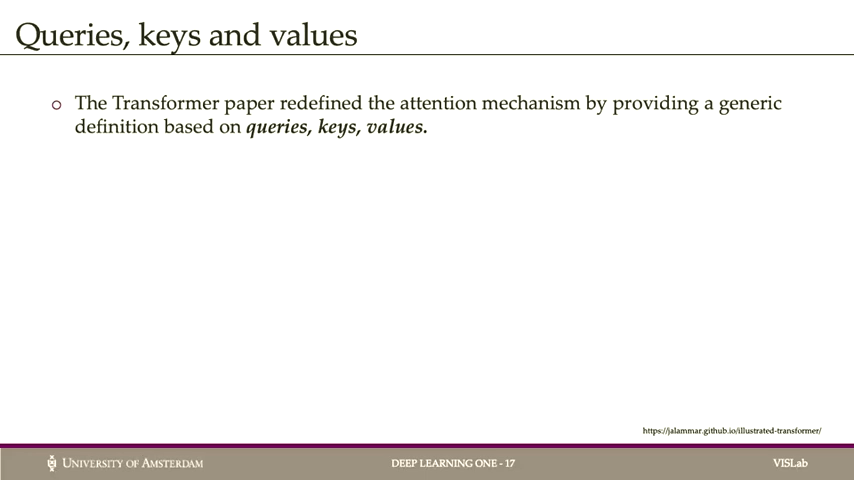 Queries, keys and values
The Transformer paper redefined the attention mechanism by providing a generic
definition based on queries, keys, values.
https://jalammar.github.io/illustrated-transformer/
UNIVERSITY OF AMSTERDAM
DEEP LEARNING ONE - 17
VISLab